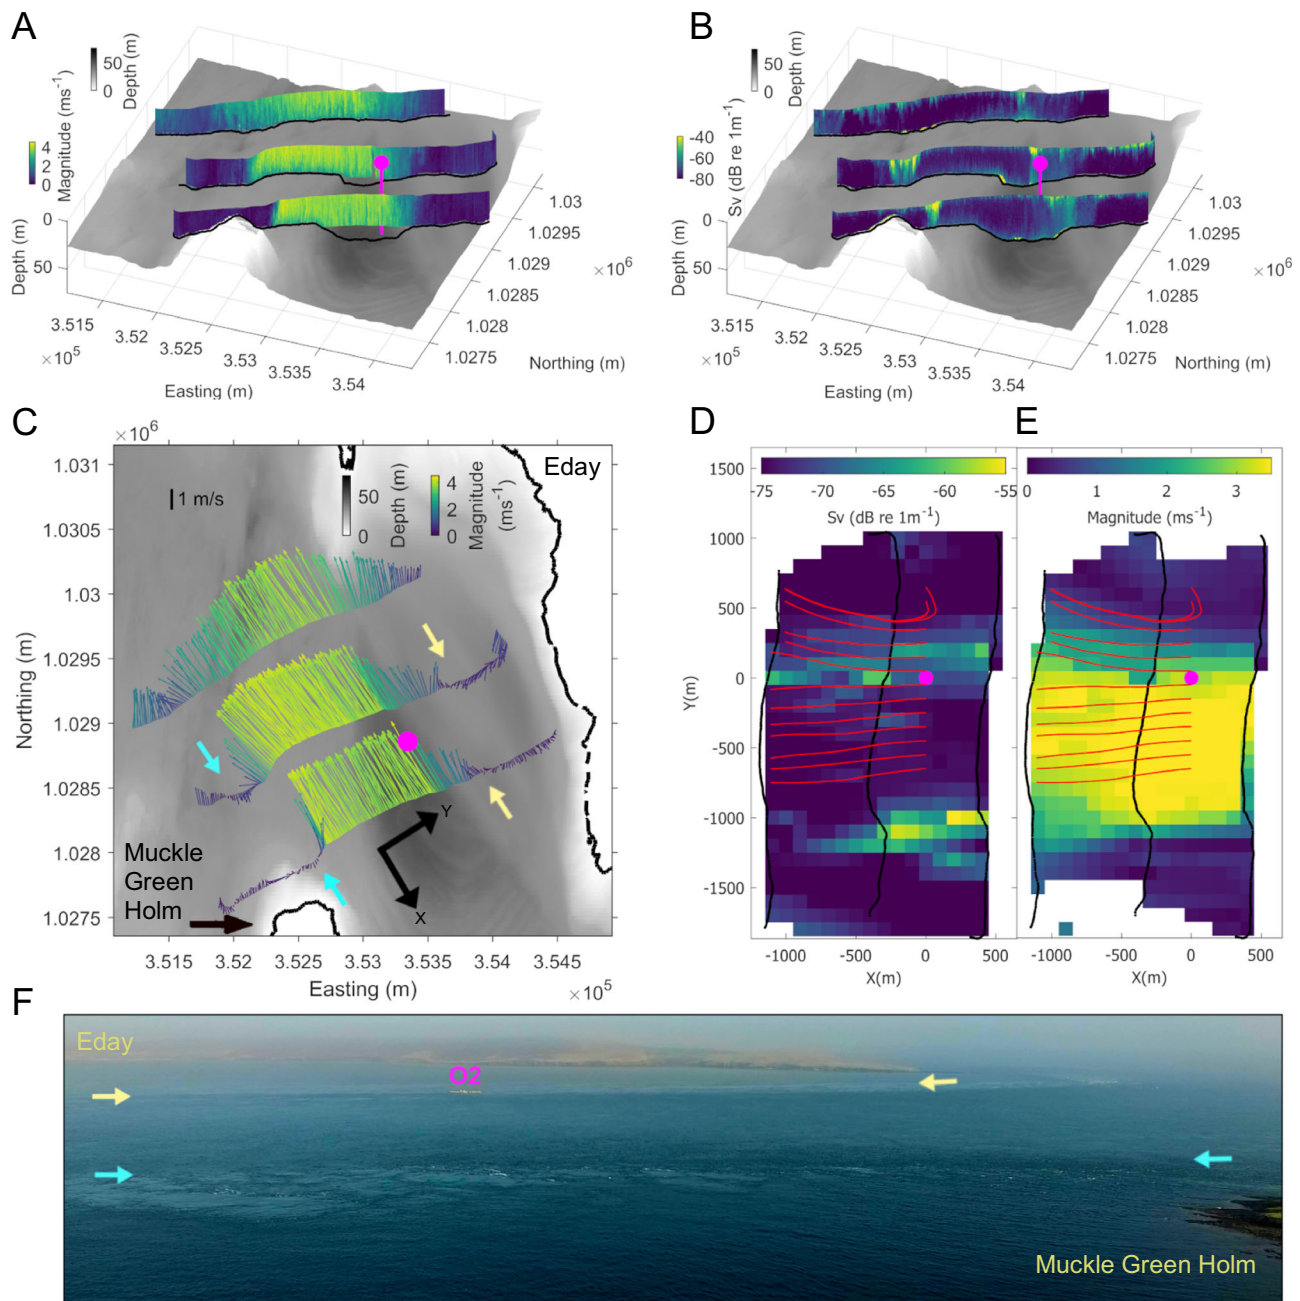 A
Depth (m)
50
0
Magnitude (ms⁻¹)
4
2
0
0
50
Depth (m)
3.515
3.52
3.525
3.53
3.535
3.54
×10⁵
Easting (m)
1.03
1.0295
1.029
1.0285
1.028
1.0275
×10⁶
Northing (m)
B
Depth (m)
50
0
Sv (dB re 1m⁻¹)
-40
-60
-80
0
50
Depth (m)
3.515
3.52
3.525
3.53
3.535
3.54
×10⁵
Easting (m)
1.03
1.0295
1.029
1.0285
1.028
1.0275
×10⁶
Northing (m)
C
×10⁶
1.031
1.0305
1.03
1.0295
1.029
1.0285
1.028
1.0275
Northing (m)
1 m/s
50
0
Depth (m)
4
2
0
Magnitude
(ms⁻¹)
Eday
Y
X
Muckle
Green
Holm
3.515
3.52
3.525
3.53
3.535
3.54
3.545
Easting (m)
×10⁵
D
-75
-70
-65
-60
-55
Sv (dB re 1m⁻¹)
1500
1000
500
0
-500
-1000
-1500
Y(m)
-1000
-500
0
500
X(m)
E
0
1
2
3
Magnitude (ms⁻¹)
-1000
-500
0
500
X(m)
F
Eday
O2
Muckle Green Holm